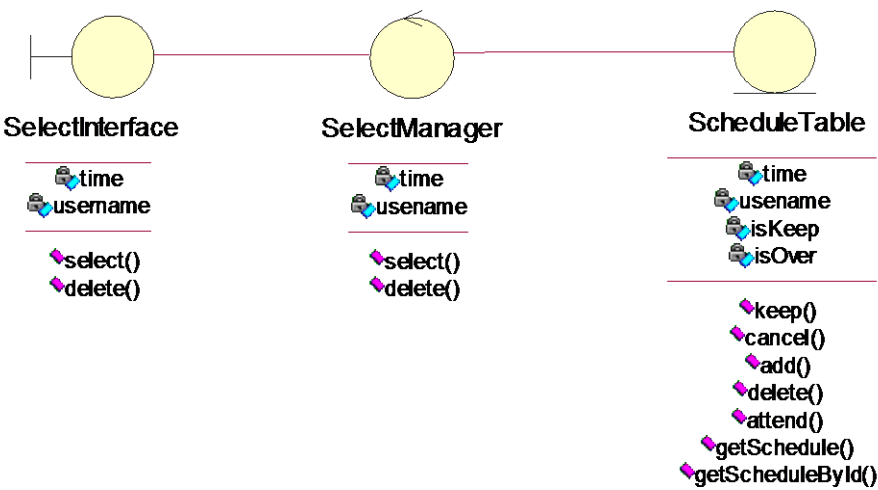 SelectInterface
time
username
select()
delete()
SelectManager
time
usename
select()
delete()
ScheduleTable
time
usename
isKeep
isOver
keep()
cancel()
add()
delete()
attend()
getSchedule()
getScheduleById()